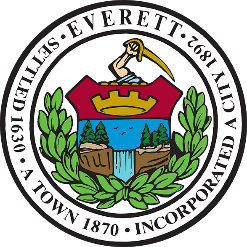 • EVERETT •
SETTLED 1630 • A TOWN 1870 • INCORPORATED A CITY 1892